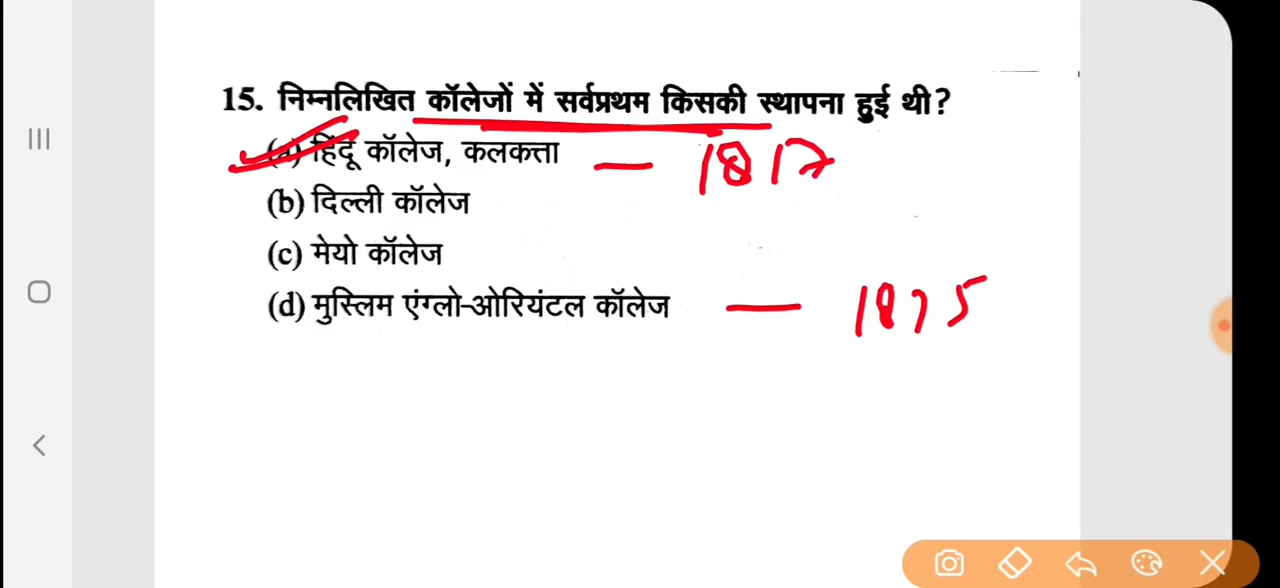 15. निम्नलिखित कॉलेजों में सर्वप्रथम किसकी स्थापना हुई थी?
(a) हिंदू कॉलेज, कलकत्ता — 1817
(b) दिल्ली कॉलेज
(c) मेयो कॉलेज
(d) मुस्लिम एंग्लो-ओरियंटल कॉलेज — 1875